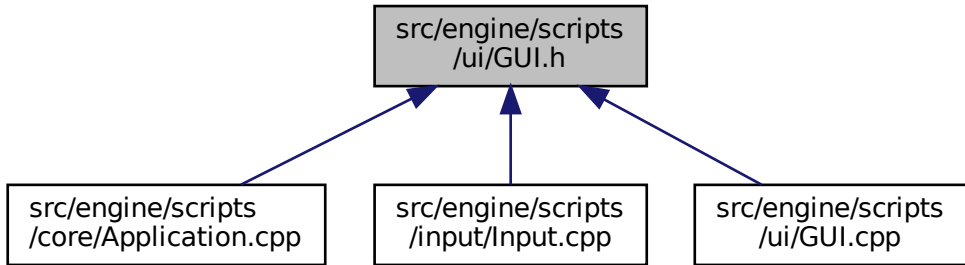 src/engine/scripts
/ui/GUI.h
src/engine/scripts
/core/Application.cpp
src/engine/scripts
/input/Input.cpp
src/engine/scripts
/ui/GUI.cpp